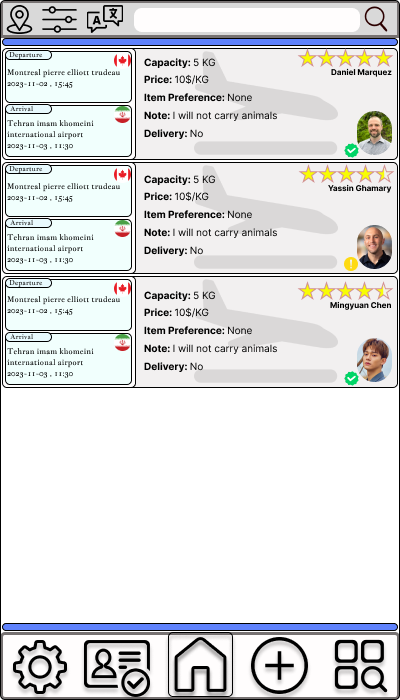 A 文
Departure
Montreal pierre elliott trudeau
2023-11-02 , 15:45
Arrival
Tehran imam khomeini
international airport
2023-11-03 , 11:30
Capacity: 5 KG
Price: 10$/KG
Item Preference: None
Note: I will not carry animals
Delivery: No
Daniel Marquez
Departure
Montreal pierre elliott trudeau
2023-11-02 , 15:45
Arrival
Tehran imam khomeini
international airport
2023-11-03 , 11:30
Capacity: 5 KG
Price: 10$/KG
Item Preference: None
Note: I will not carry animals
Delivery: No
Yassin Ghamary
Departure
Montreal pierre elliott trudeau
2023-11-02 , 15:45
Arrival
Tehran imam khomeini
international airport
2023-11-03 , 11:30
Capacity: 5 KG
Price: 10$/KG
Item Preference: None
Note: I will not carry animals
Delivery: No
Mingyuan Chen